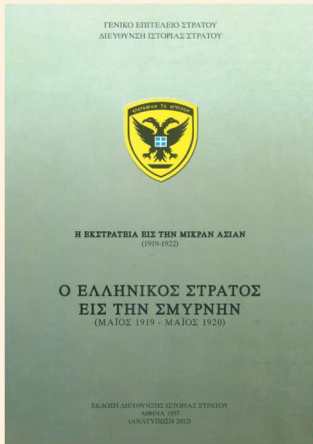 ΓΕΝΙΚΟ ΕΠΙΤΕΛΕΙΟ ΣΤΡΑΤΟΥ
ΔΙΕΥΘΥΝΣΗ ΙΣΤΟΡΙΑΣ ΣΤΡΑΤΟΥ
Η ΕΚΣΤΡΑΤΕΙΑ ΕΙΣ ΤΗΝ ΜΙΚΡΑΝ ΑΣΙΑΝ
(1919-1922)
Ο ΕΛΛΗΝΙΚΟΣ ΣΤΡΑΤΟΣ
ΕΙΣ ΤΗΝ ΣΜΥΡΝΗΝ
(ΜΑΪΟΣ 1919 - ΜΑΪΟΣ 1920)
ΕΚΔΟΣΗ ΔΙΕΥΘΥΝΣΗΣ ΙΣΤΟΡΙΑΣ ΣΤΡΑΤΟΥ
ΑΘΗΝΑ 1957
(ΑΝΑΤΥΠΩΣΗ 2012)